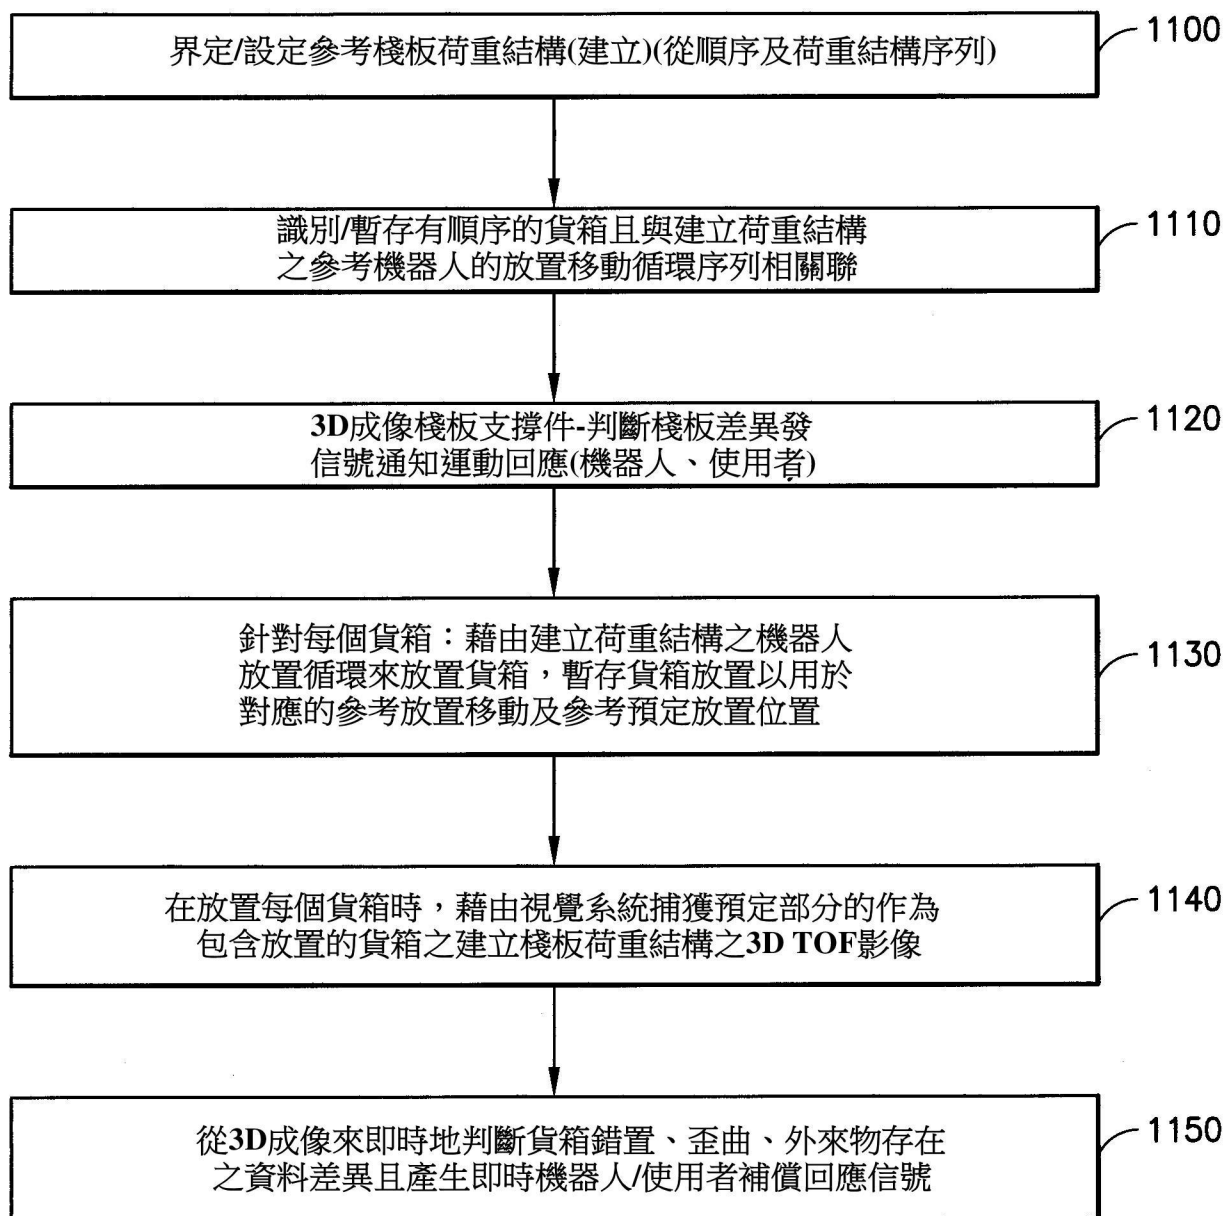 界定/設定參考棧板荷重結構(建立)(從順序及荷重結構序列)
1100
識別/暫存有順序的貨箱且與建立荷重結構
之參考機器人的放置移動循環序列相關聯
1110
3D成像棧板支撐件-判斷棧板差異發
信號通知運動回應(機器人、使用者)
1120
針對每個貨箱：藉由建立荷重結構之機器人
放置循環來放置貨箱，暫存貨箱放置以用於
對應的參考放置移動及參考預定放置位置
1130
在放置每個貨箱時，藉由視覺系統捕獲預定部分的作為
包含放置的貨箱之建立棧板荷重結構之3D TOF影像
1140
從3D成像來即時地判斷貨箱錯置、歪曲、外來物存在
之資料差異且產生即時機器人/使用者補償回應信號
1150